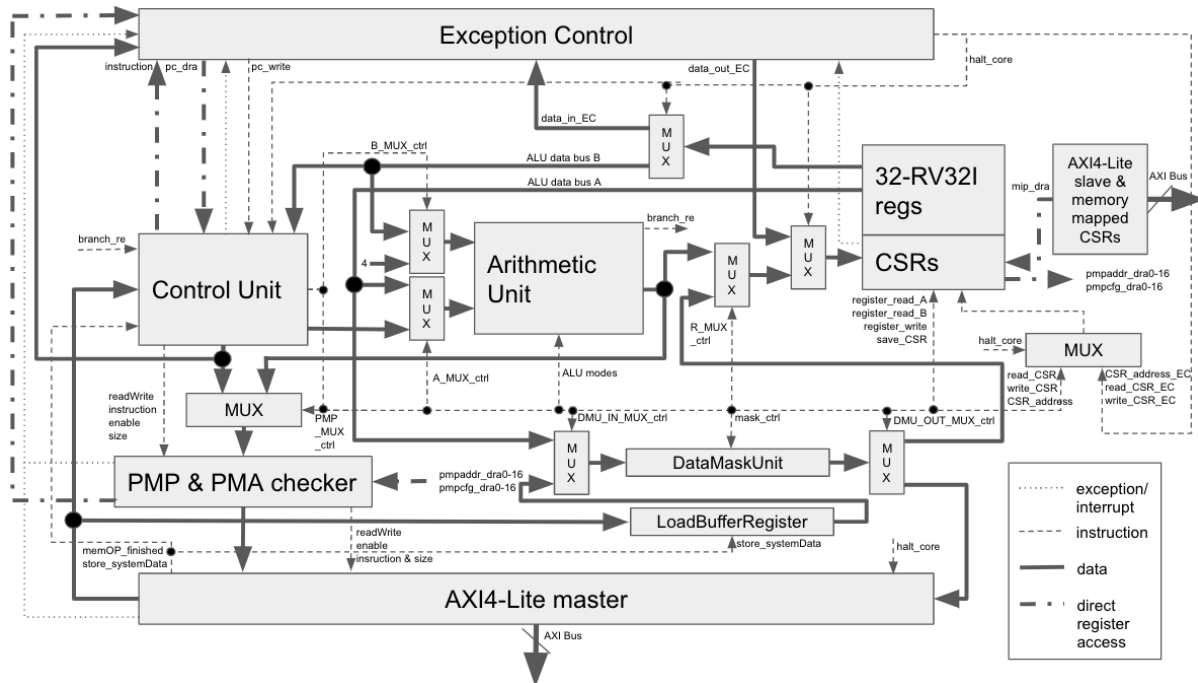 Exception Control
instruction
pc_dra
pc_write
data_out_EC
halt_core
data_in_EC
M
U
X
B_MUX_ctrl
ALU data bus B
ALU data bus A
32-RV32I
regs
mip_dra
AXI4-Lite
slave &
memory
mapped
CSRs
AXI Bus
branch_re
Control Unit
M
U
X
4
M
U
X
Arithmetic
Unit
branch_re
M
U
X
M
U
X
CSRs
pmpaddr_dra0-16
pmpcfg_dra0-16
register_read_A
register_read_B
register_write
save_CSR
R_MUX
_ctrl
halt_core
MUX
read_CSR
write_CSR
CSR_address
CSR_address_EC
read_CSR_EC
write_CSR_EC
A_MUX_ctrl
ALU modes
readWrite
instruction
enable
size
MUX
PMP
_MUX
_ctrl
DMU_IN_MUX_ctrl
mask_ctrl
DMU_OUT_MUX_ctrl
M
U
X
DataMaskUnit
M
U
X
PMP & PMA checker
pmpaddr_dra0-16
pmpcfg_dra0-16
LoadBufferRegister
memOP_finished
store_systemData
readWrite
enable
insruction & size
store_systemData
halt_core
AXI4-Lite master
AXI Bus
exception/
interrupt
instruction
data
direct
register
access